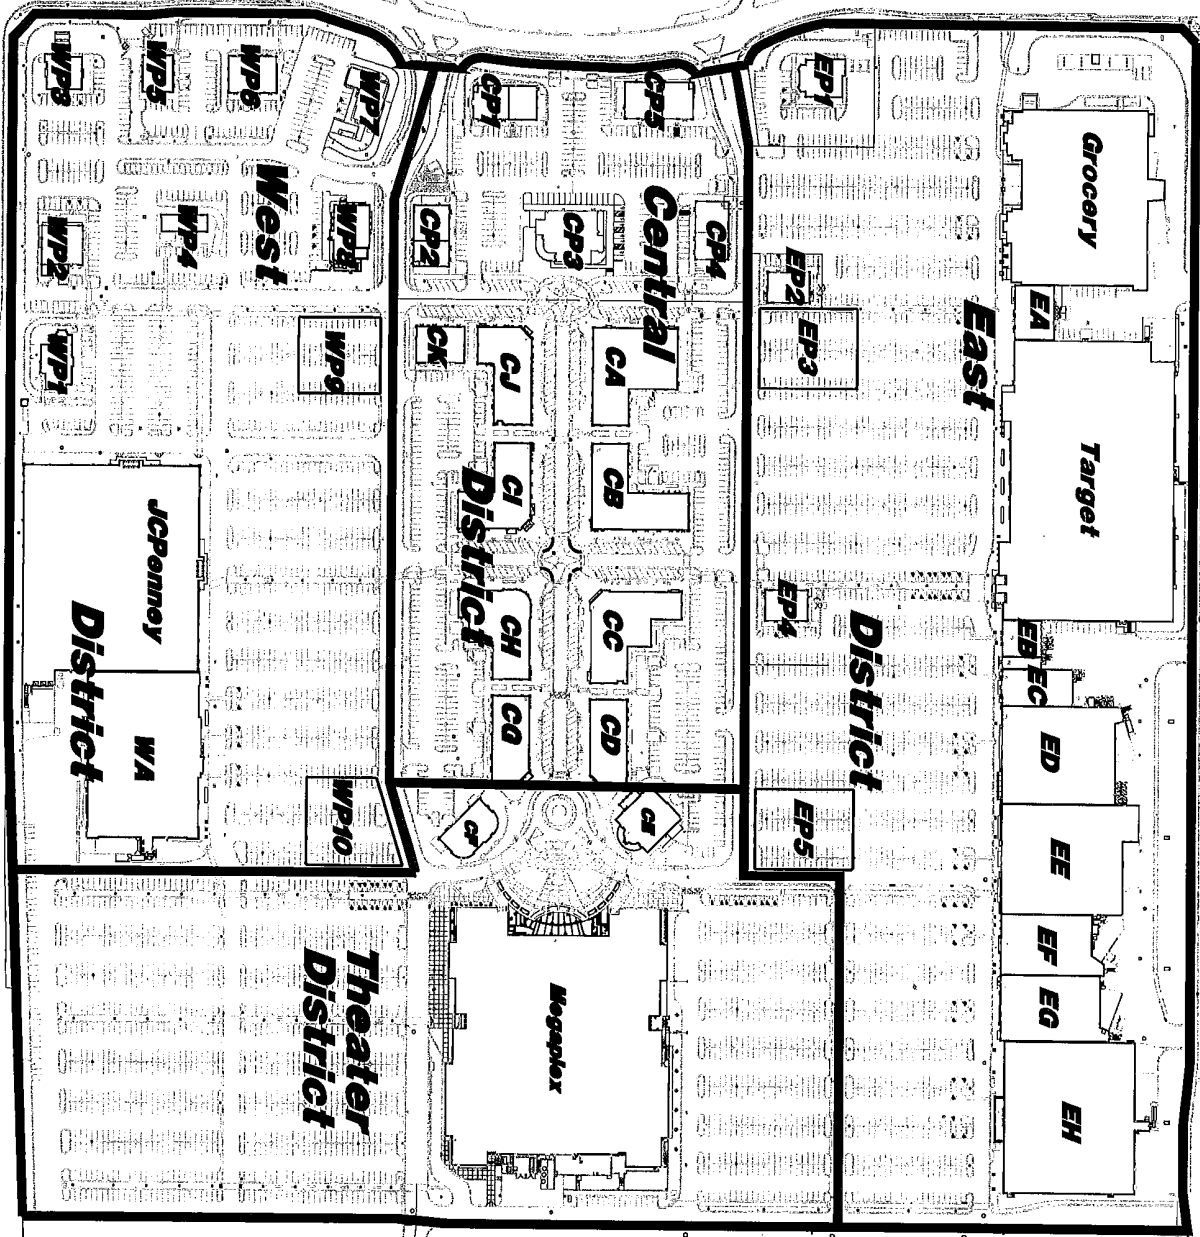 WP3
WP5
WP6
WP7
CP1
CP5
EP1
Grocery
West
WP2
WP4
WP8
CP2
CP3
Central
CP4
EP2
EA
East
WP1
WP9
CK
CJ
CA
EP3
Target
JCPenney
CI
CB
District
District
CH
CC
EP4
District
EB
EC
WA
CG
CD
ED
WP10
CF
CE
EP5
EE
EF
Theater
District
Megaplex
EG
EH